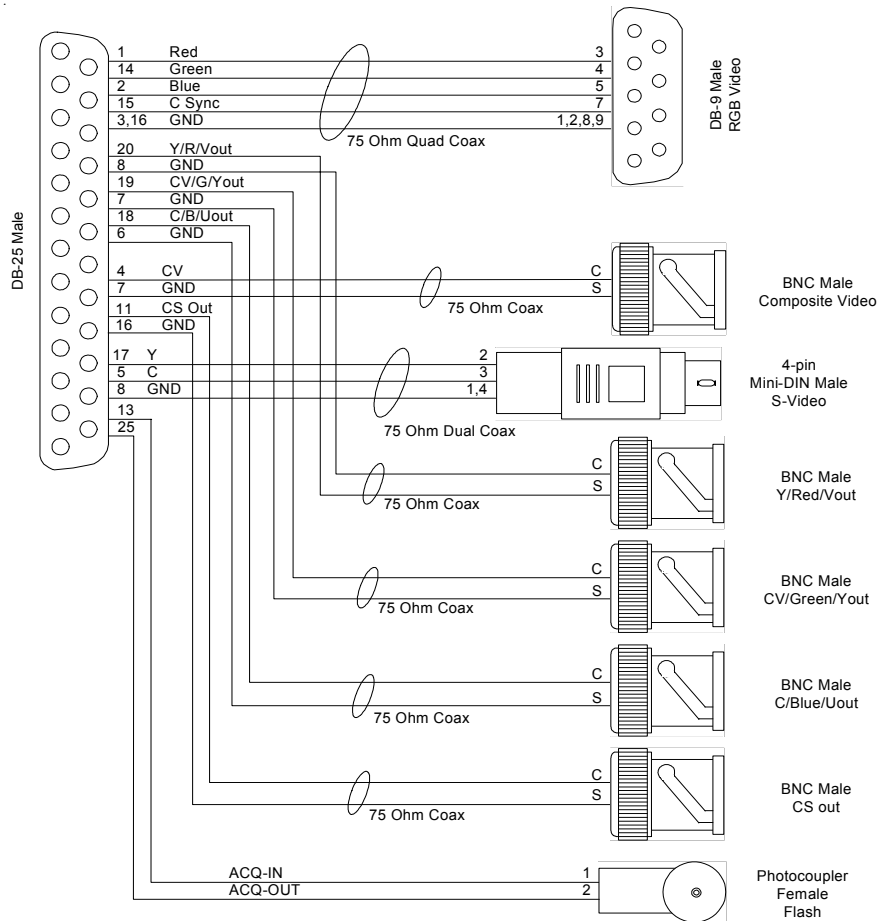 DB-25 Male
1 Red 3
14 Green 4
2 Blue 5
15 C Sync 7
3,16 GND 1,2,8,9
75 Ohm Quad Coax
DB-9 Male
RGB Video
20 Y/R/Vout
8 GND
19 CV/G/Yout
7 GND
18 C/B/Uout
6 GND
4 CV C
7 GND S
75 Ohm Coax
BNC Male
Composite Video
11 CS Out
16 GND
17 Y 2
5 C 3
8 GND 1,4
75 Ohm Dual Coax
4-pin
Mini-DIN Male
S-Video
13
25
C
S
75 Ohm Coax
BNC Male
Y/Red/Vout
C
S
75 Ohm Coax
BNC Male
CV/Green/Yout
C
S
75 Ohm Coax
BNC Male
C/Blue/Uout
C
S
75 Ohm Coax
BNC Male
CS out
ACQ-IN 1
ACQ-OUT 2
Photocoupler
Female
Flash